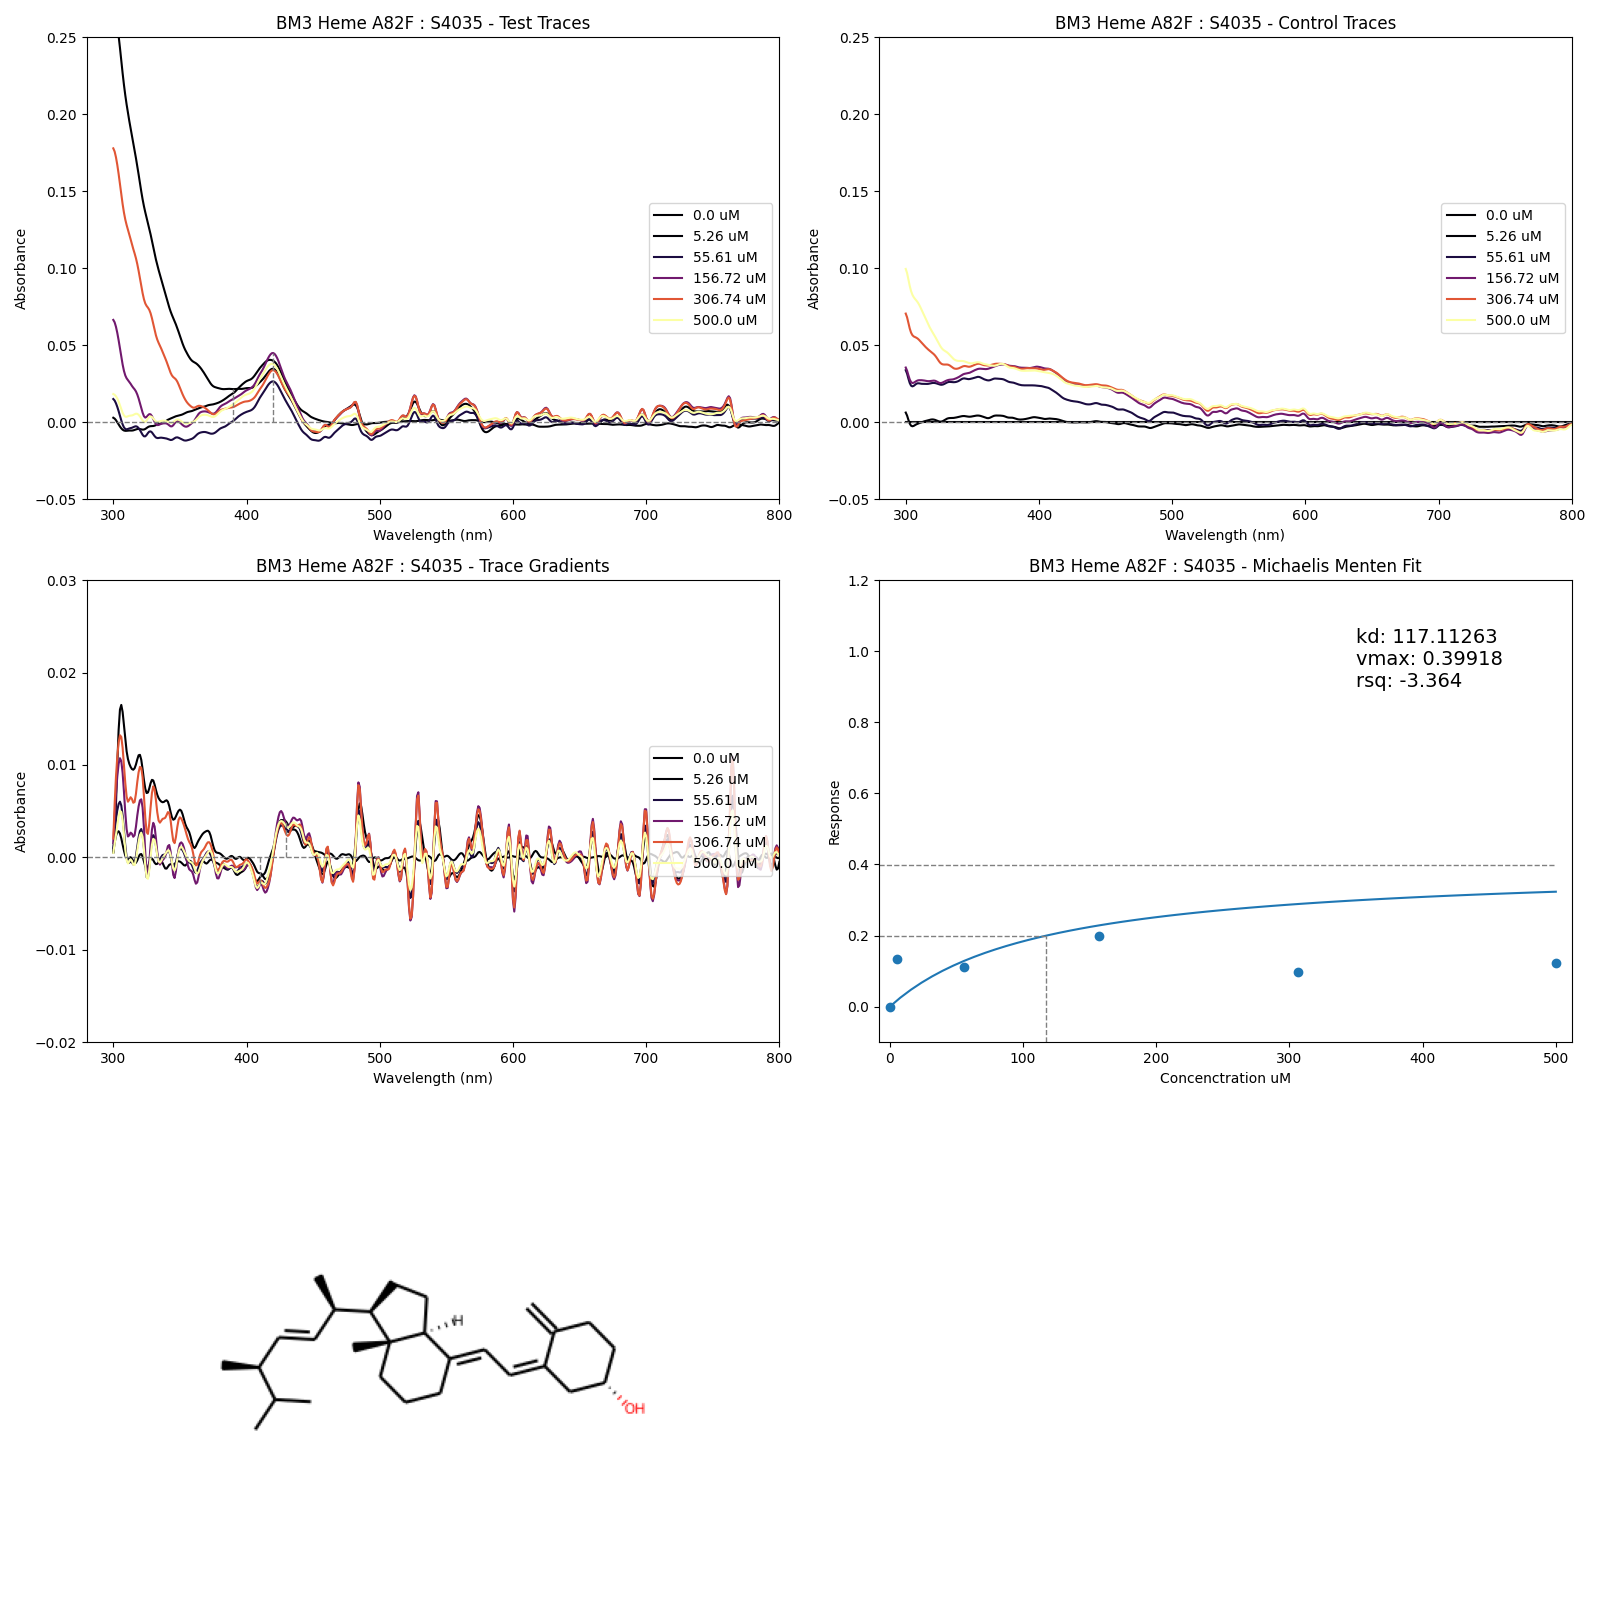 BM3 Heme A82F : S4035 - Test Traces
0.25
0.20
0.15
0.10
0.05
0.00
−0.05
Absorbance
300 400 500 600 700 800
Wavelength (nm)
0.0 uM
5.26 uM
55.61 uM
156.72 uM
306.74 uM
500.0 uM
BM3 Heme A82F : S4035 - Control Traces
0.25
0.20
0.15
0.10
0.05
0.00
−0.05
Absorbance
300 400 500 600 700 800
Wavelength (nm)
0.0 uM
5.26 uM
55.61 uM
156.72 uM
306.74 uM
500.0 uM
BM3 Heme A82F : S4035 - Trace Gradients
0.03
0.02
0.01
0.00
−0.01
−0.02
Absorbance
300 400 500 600 700 800
Wavelength (nm)
0.0 uM
5.26 uM
55.61 uM
156.72 uM
306.74 uM
500.0 uM
BM3 Heme A82F : S4035 - Michaelis Menten Fit
1.2
1.0
0.8
0.6
0.4
0.2
0.0
Response
0 100 200 300 400 500
Concenctration uM
kd: 117.11263
vmax: 0.39918
rsq: -3.364
H
OH